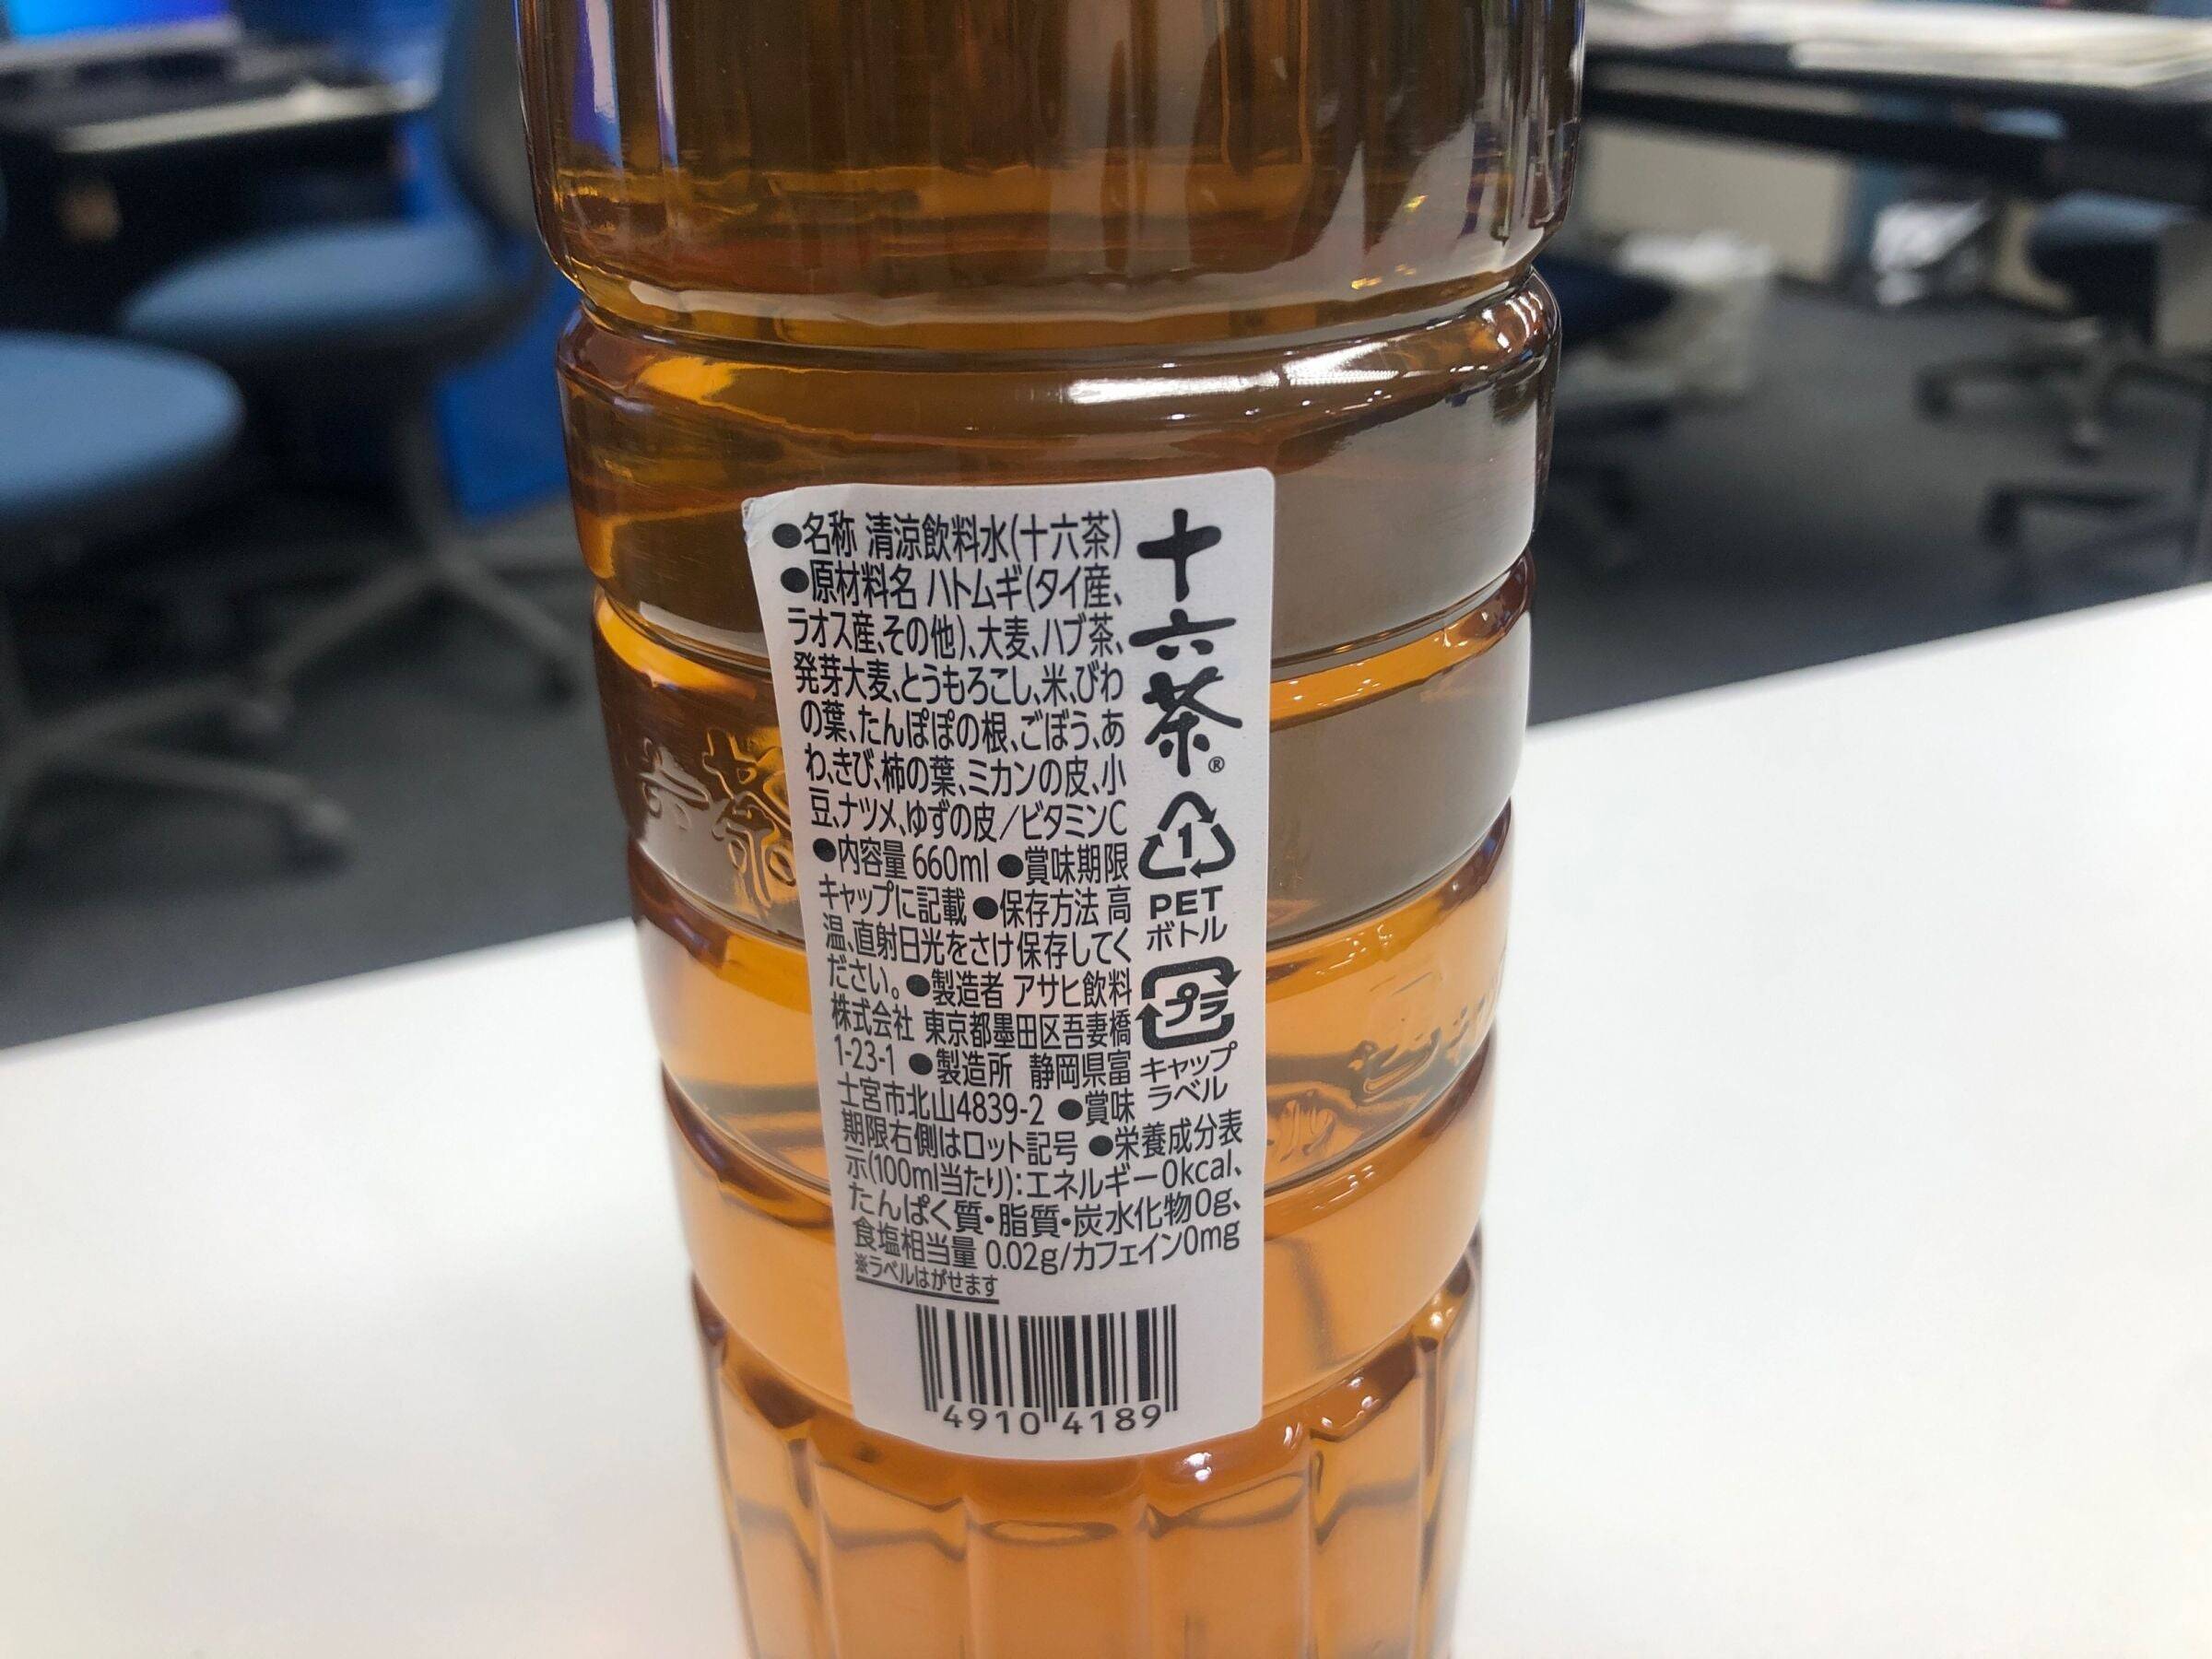 ●名称 清涼飲料水(十六茶)
●原材料名 ハトムギ(タイ産、
ラオス産、その他)、大麦、ハブ茶、
発芽大麦、とうもろこし、米、びわ
の葉、たんぽぽの根、ごぼう、あ
わ、きび、柿の葉、ミカンの皮、小
豆、ナツメ、ゆずの皮/ビタミンC
●内容量 660ml ●賞味期限
キャップに記載 ●保存方法 高
温、直射日光をさけ保存してく
ださい。●製造者 アサヒ飲料
株式会社 東京都墨田区吾妻橋
1-23-1 ●製造所 静岡県富
士宮市北山4839-2 ●賞味
期限右側はロット記号 ●栄養成分表
示(100ml当たり):エネルギー0kcal、
たんぱく質・脂質・炭水化物0g、
食塩相当量 0.02g/カフェイン0mg
※ラベルはがせます
十六茶®
1
PET
ボトル
プラ
キャップ
ラベル
4910 4189
十六茶